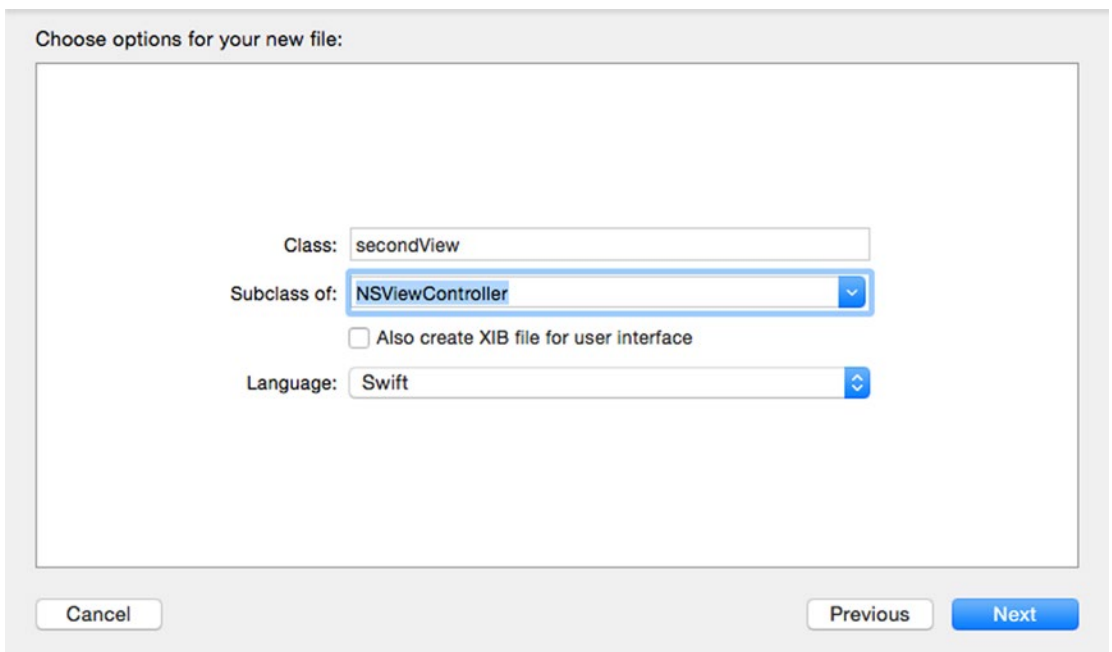 Choose options for your new file:
Class: secondView
Subclass of: NSViewController
Also create XIB file for user interface
Language: Swift
Cancel Previous Next